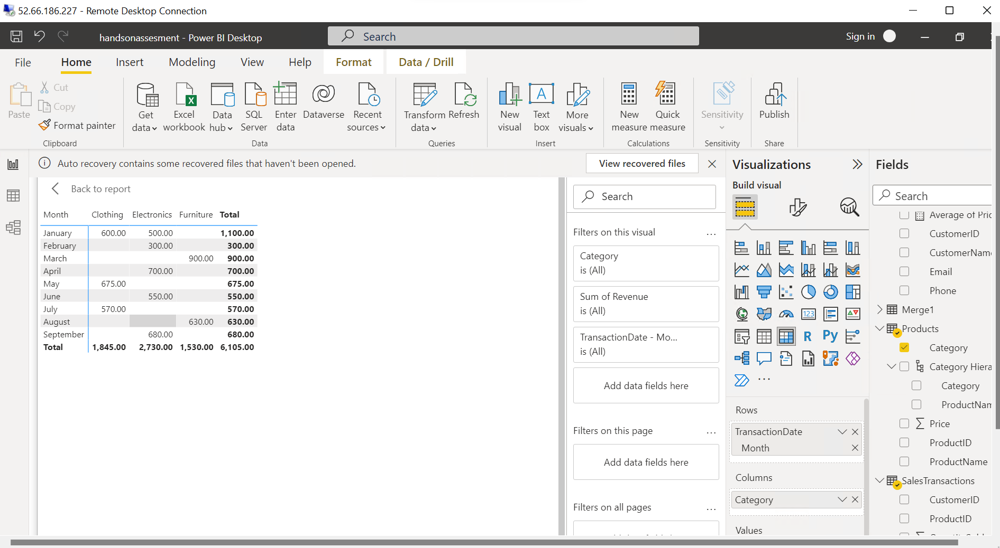 52.66.186.227 - Remote Desktop Connection
handsonassesment - Power BI Desktop
Search
Sign in
File
Home
Insert
Modeling
View
Help
Format
Data / Drill
Paste
Cut
Copy
Format painter
Clipboard
Get data
Excel workbook
Data hub
SQL Server
Enter data
Dataverse
Recent sources
Data
Transform data
Refresh
Queries
New visual
Text box
More visuals
Insert
New measure
Quick measure
Calculations
Sensitivity
Sensitivity
Publish
Share
Auto recovery contains some recovered files that haven't been opened.
View recovered files
Back to report
Month Clothing Electronics Furniture Total
January 600.00 500.00 1,100.00
February 300.00 300.00
March 900.00 900.00
April 700.00 700.00
May 675.00 675.00
June 550.00 550.00
July 570.00 570.00
August 630.00 630.00
September 680.00 680.00
Total 1,845.00 2,730.00 1,530.00 6,105.00
Search
Filters on this visual ...
Category
is (All)
Sum of Revenue
is (All)
TransactionDate - Mo...
is (All)
Add data fields here
Filters on this page ...
Add data fields here
Filters on all pages ...
Visualizations
Build visual
123
R
Py
...
Rows
TransactionDate
Month
Columns
Category
Values
Fields
Search
Average of Pric
CustomerID
CustomerName
Email
Phone
Merge1
Products
Category
Category Hiera
Category
ProductNam
Price
ProductID
ProductName
SalesTransactions
CustomerID
ProductID